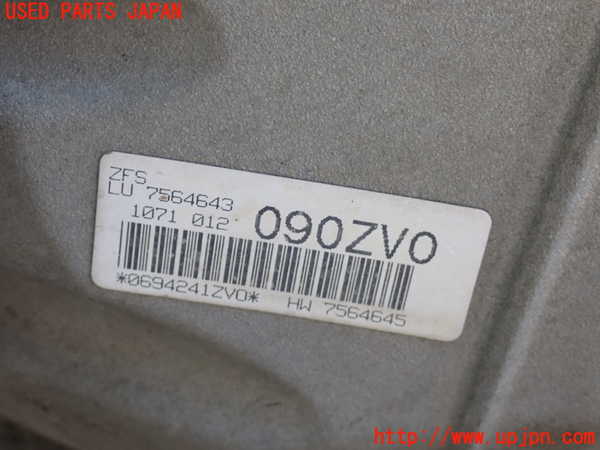 USED PARTS JAPAN
ZFS
LU 7564643
1071 012 090ZV0
*0694241ZV0* HW 7564645
http://www.upjpn.com/